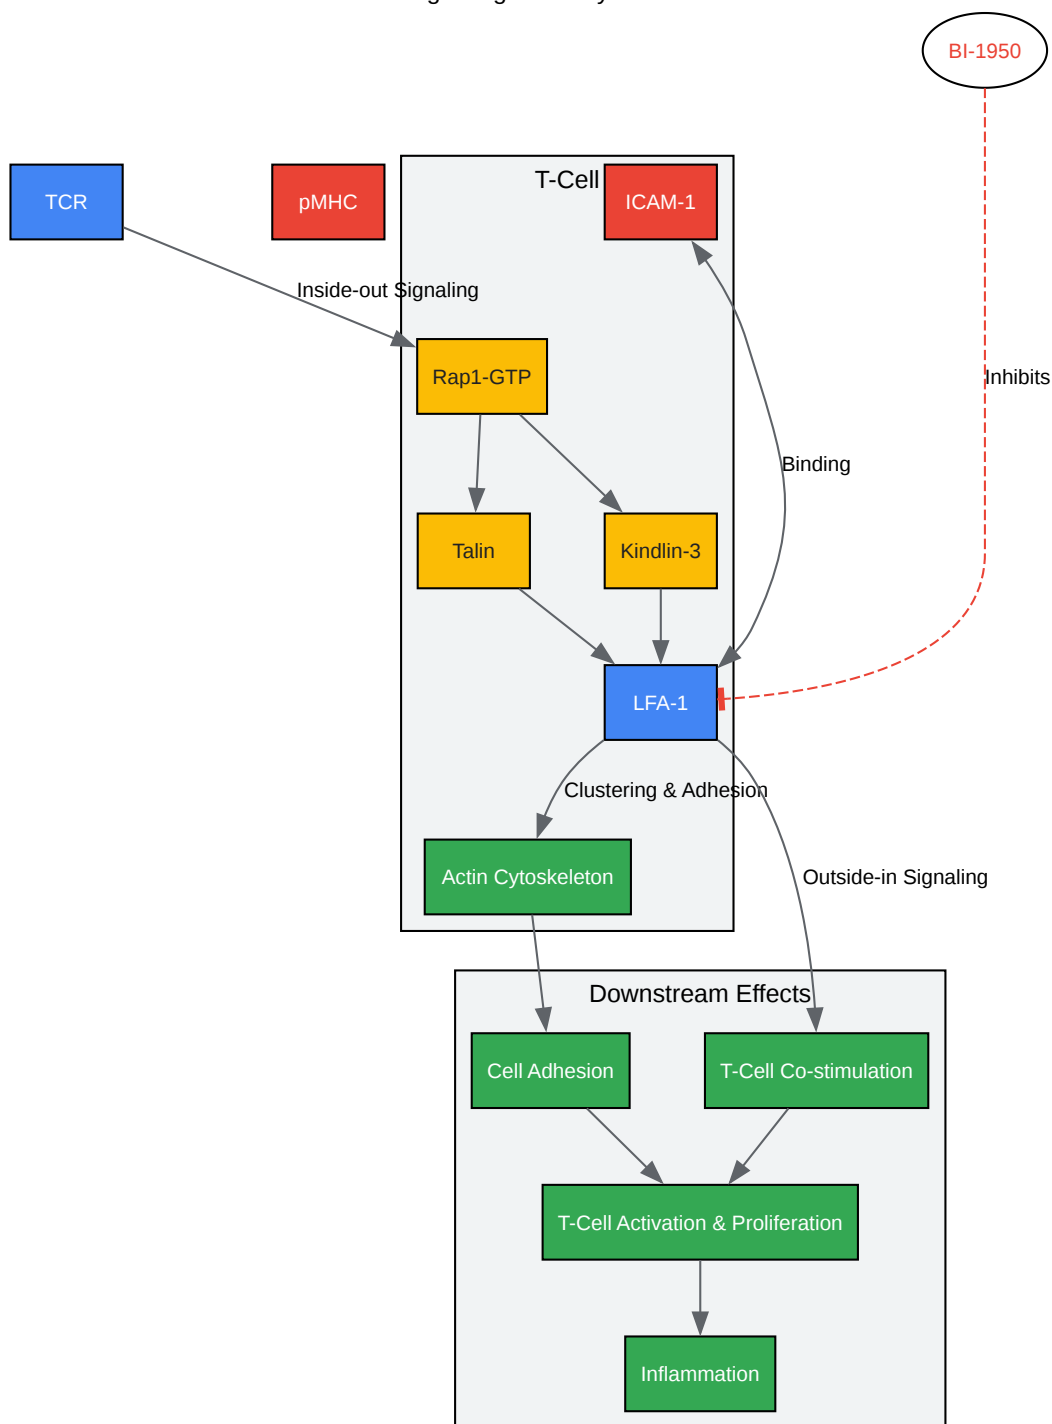 BI-1950
TCR
pMHC
T-Cell
ICAM-1
Inside-out Signaling
Rap1-GTP
Inhibits
Binding
Talin
Kindlin-3
LFA-1
Clustering & Adhesion
Actin Cytoskeleton
Outside-in Signaling
Downstream Effects
Cell Adhesion
T-Cell Co-stimulation
T-Cell Activation & Proliferation
Inflammation